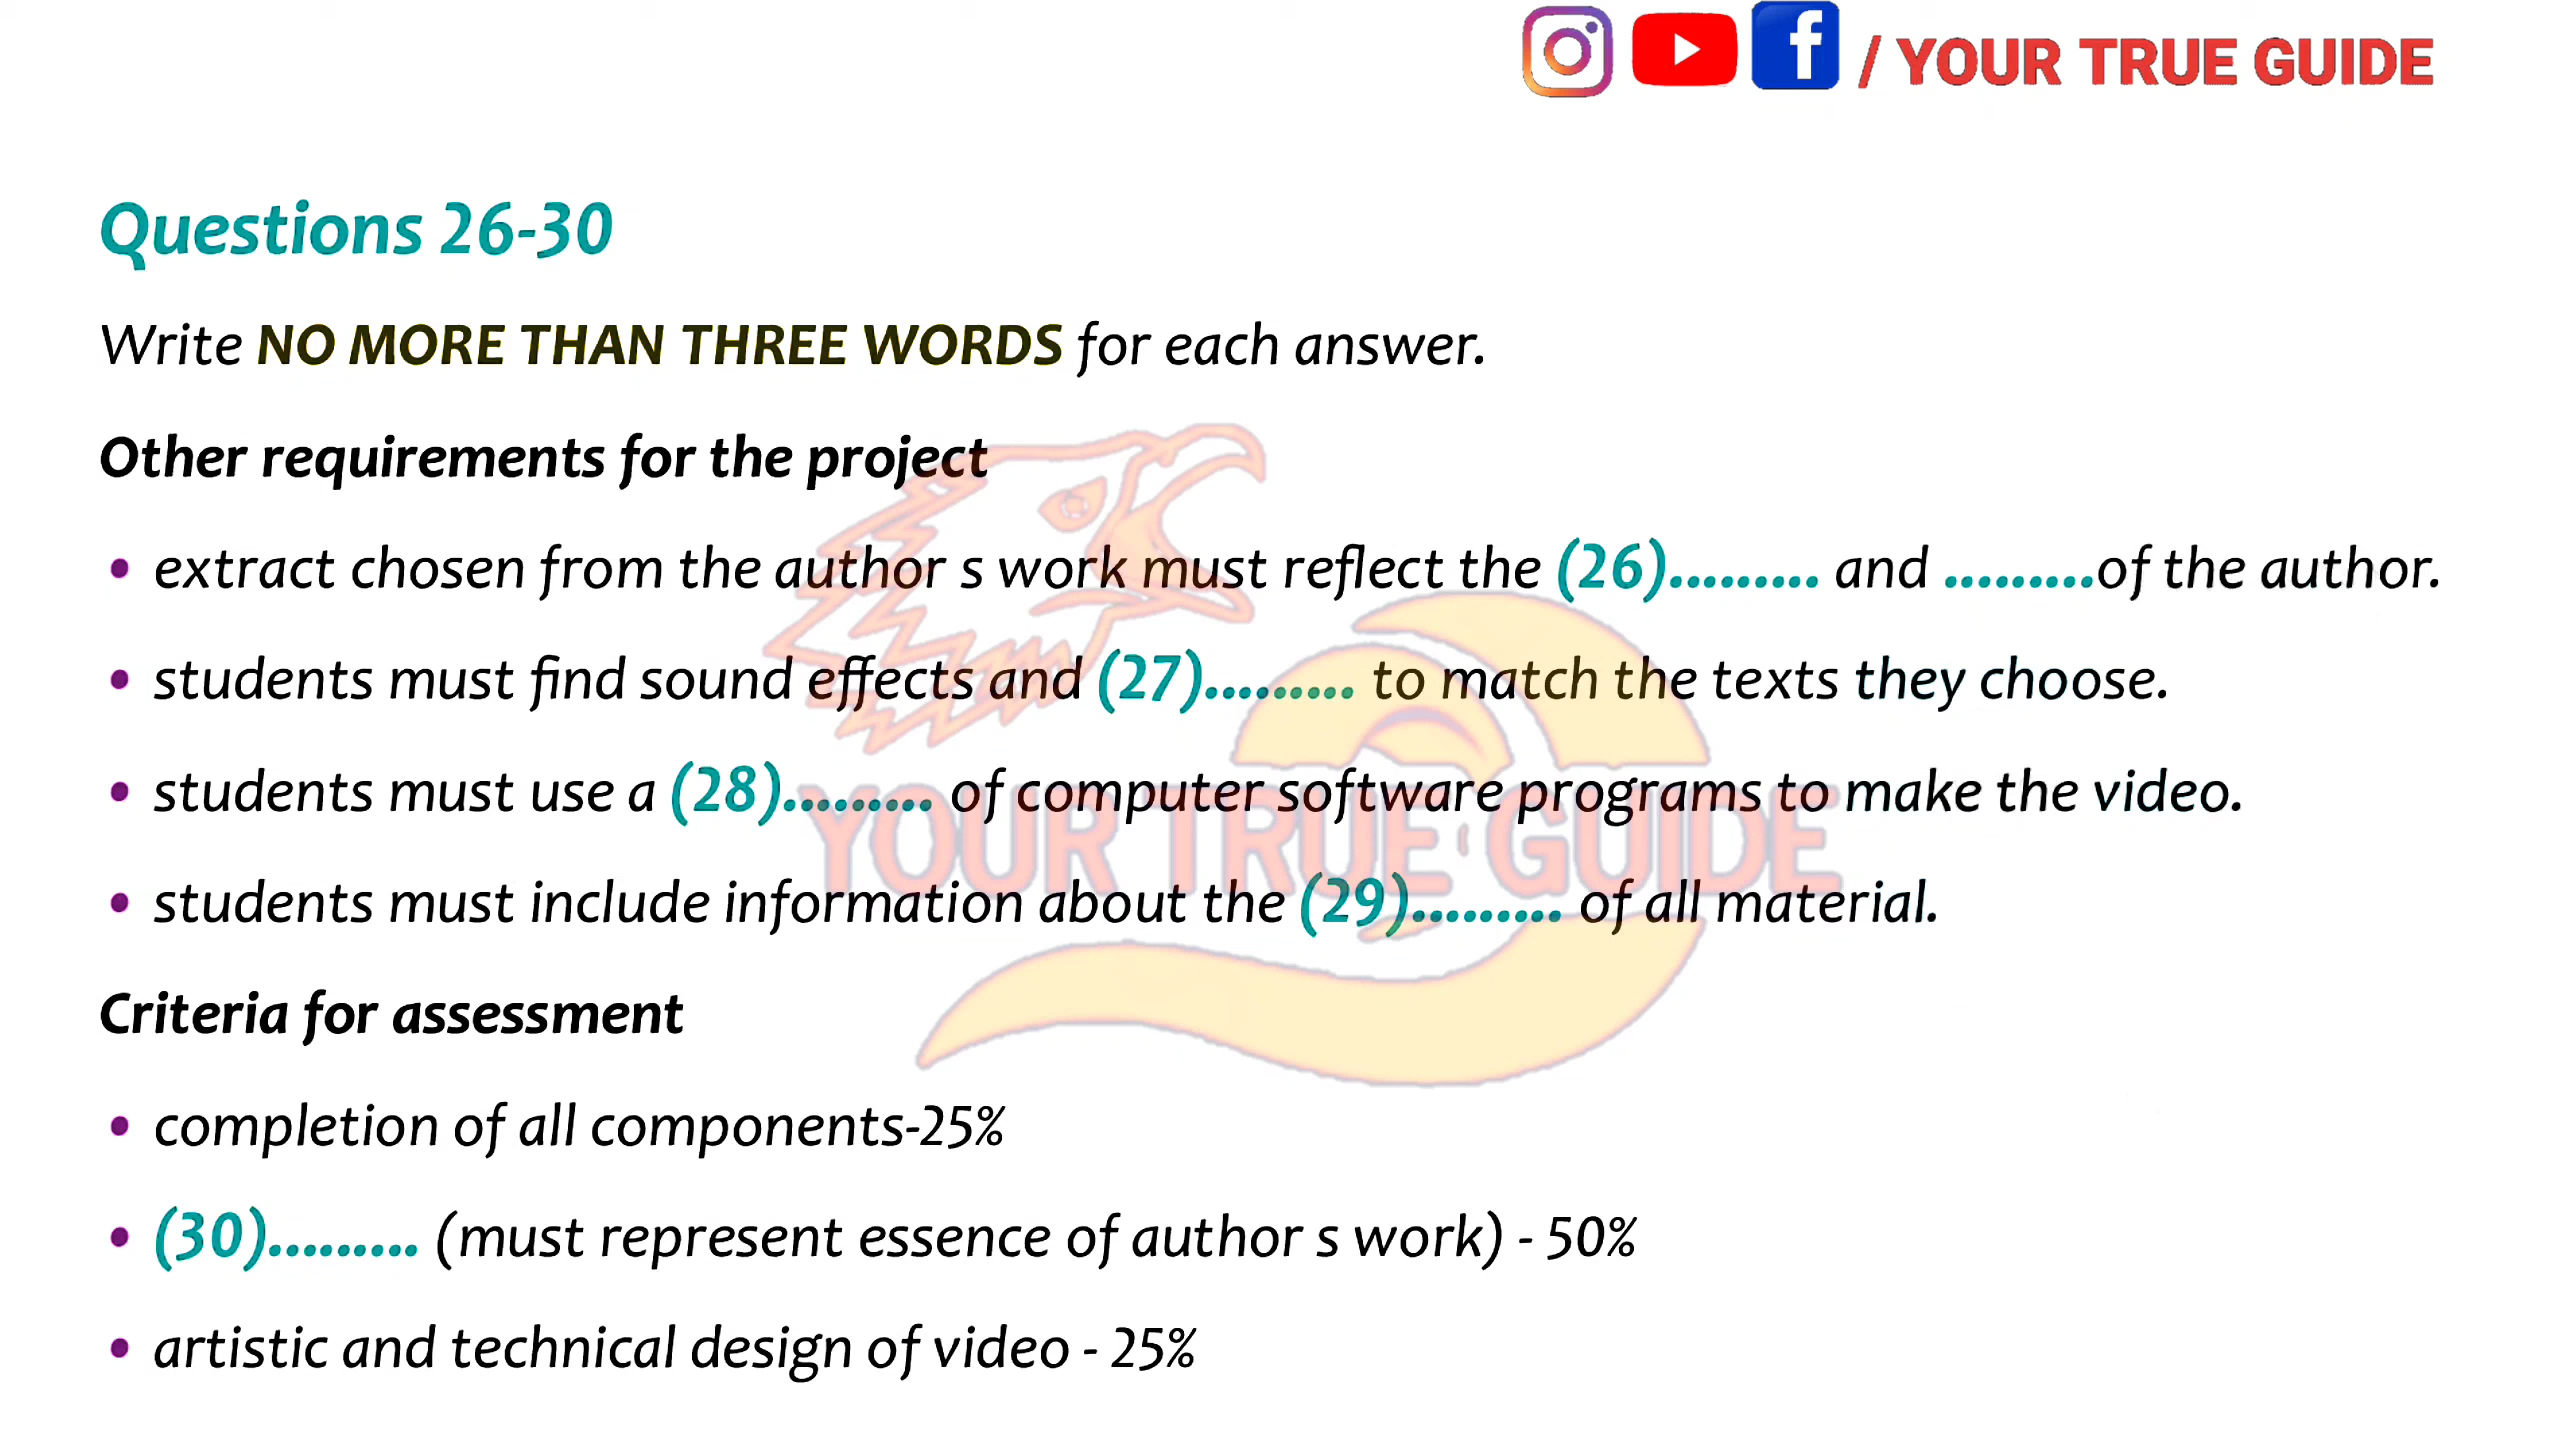 / YOUR TRUE GUIDE
Questions 26-30
Write NO MORE THAN THREE WORDS for each answer.
Other requirements for the project
• extract chosen from the author s work must reflect the (26)......... and .........of the author.
• students must find sound effects and (27)......... to match the texts they choose.
• students must use a (28)......... of computer software programs to make the video.
• students must include information about the (29)......... of all material.
YOUR TRUE GUIDE
Criteria for assessment
• completion of all components-25%
• (30)......... (must represent essence of author s work) - 50%
• artistic and technical design of video - 25%